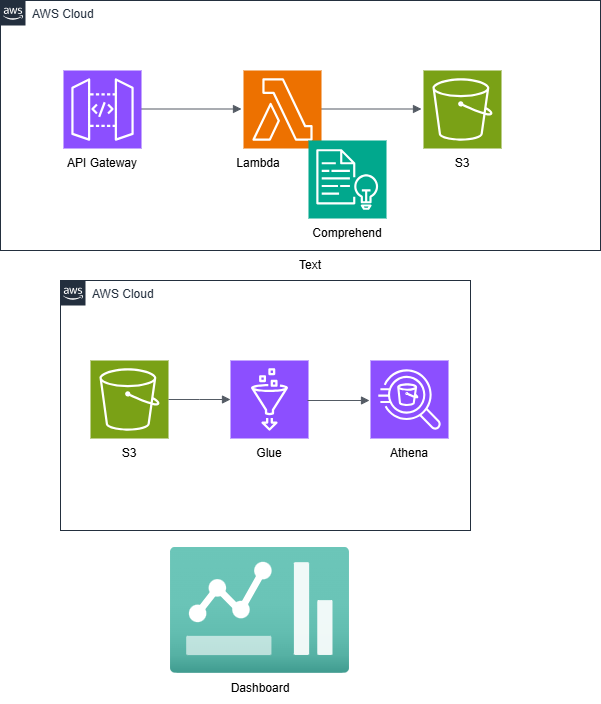 aws
AWS Cloud
</>
API Gateway
Lambda
S3
Comprehend
Text
aws
AWS Cloud
S3
Glue
Athena
Dashboard